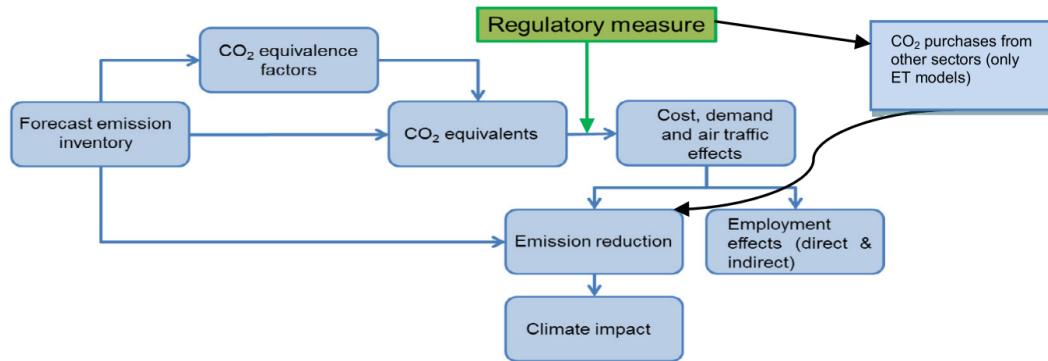 Regulatory measure
CO₂ purchases from
other sectors (only
ET models)
CO₂ equivalence
factors
Forecast emission
inventory
CO₂ equivalents
Cost, demand
and air traffic
effects
Emission reduction
Employment
effects (direct &
indirect)
Climate impact